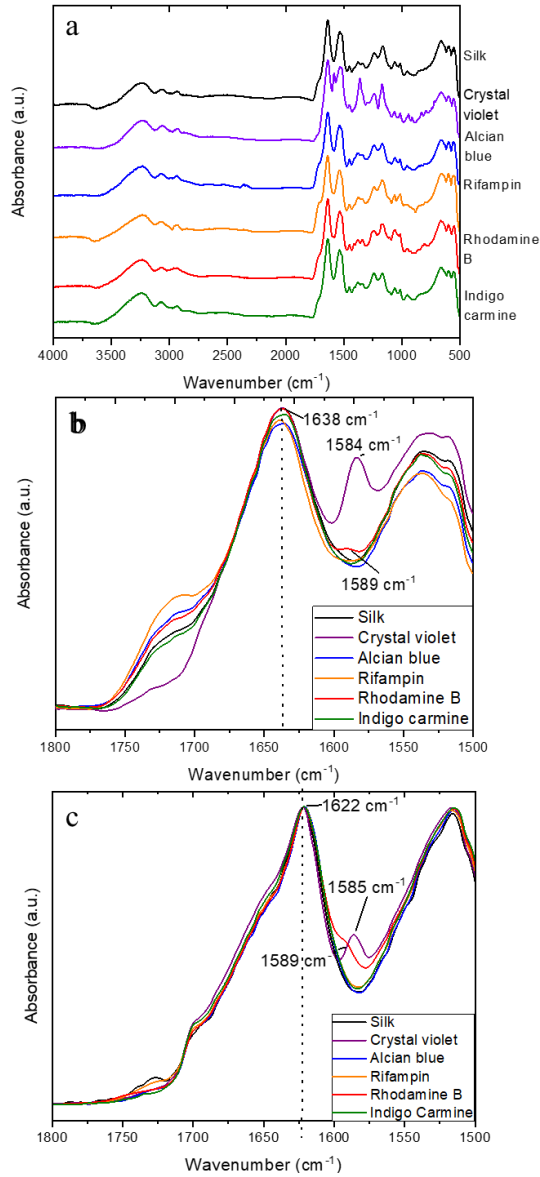 a
Silk
Crystal
violet
Alcian
blue
Rifampin
Rhodamine
B
Indigo
carmine
Absorbance (a.u.)
4000 3500 3000 2500 2000 1500 1000 500
Wavenumber (cm-1)
b
1638 cm-1
1584 cm-1
1589 cm-1
Silk
Crystal violet
Alcian blue
Rifampin
Rhodamine B
Indigo carmine
Absorbance (a.u.)
1800 1750 1700 1650 1600 1550 1500
Wavenumber (cm-1)
c
1622 cm-1
1585 cm-1
1589 cm-1
Silk
Crystal violet
Alcian blue
Rifampin
Rhodamine B
Indigo Carmine
Absorbance (a.u.)
1800 1750 1700 1650 1600 1550 1500
Wavenumber (cm-1)